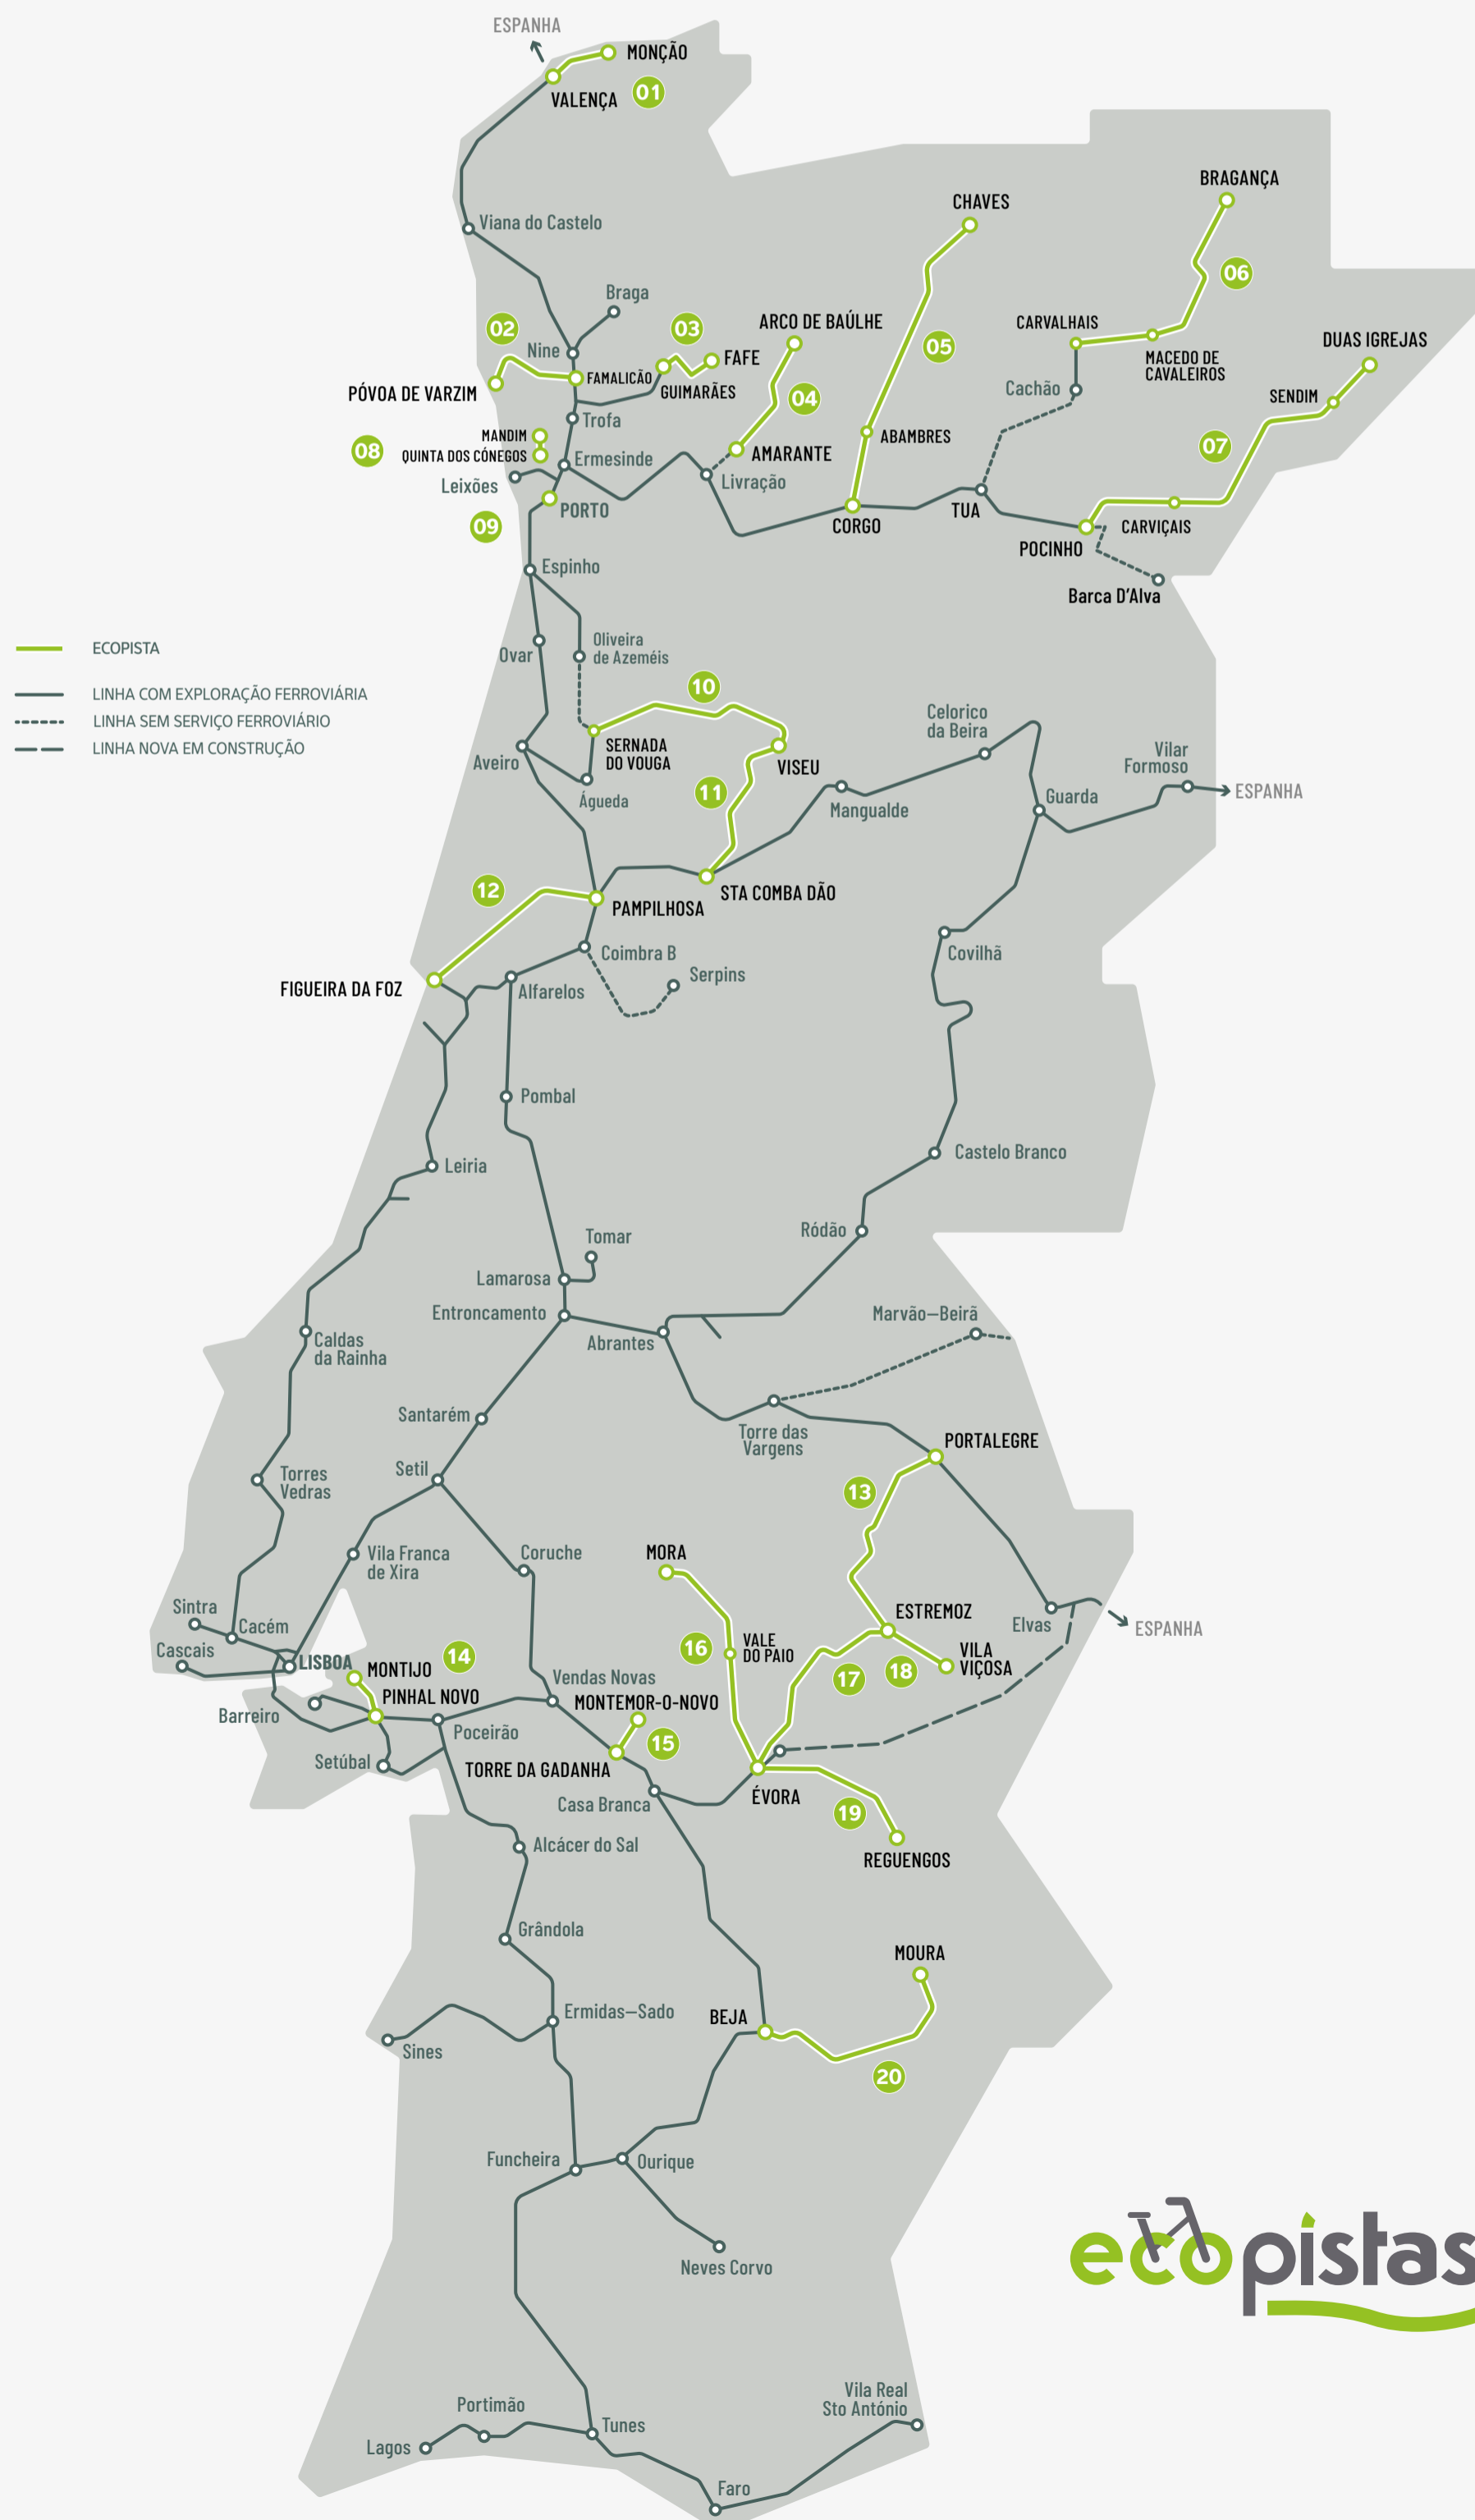 ESPANHA
MONÇÃO
01
VALENÇA
Viana do Castelo
Braga
02
Nine
03
FAFE
FAMALICÃO
GUIMARÃES
PÓVOA DE VARZIM
Trofa
MANDIM
08
QUINTA DOS CÓNEGOS
Ermesinde
Leixões
PORTO
09
ARCO DE BAÚLHE
04
AMARANTE
Livração
CHAVES
05
ABAMBRES
CORGO
TUA
BRAGANÇA
06
CARVALHAIS
MACEDO DE
CAVALEIROS
Cachão
DUAS IGREJAS
SENDIM
07
CARVIÇAIS
POCINHO
Barca D'Alva
Espinho
ECOPISTA
LINHA COM EXPLORAÇÃO FERROVIÁRIA
LINHA SEM SERVIÇO FERROVIÁRIO
LINHA NOVA EM CONSTRUÇÃO
Oliveira
de Azeméis
Ovar
10
SERNADA
DO VOUGA
Aveiro
Águeda
VISEU
11
Celorico
da Beira
Mangualde
Vilar
Formoso
ESPANHA
Guarda
12
STA COMBA DÃO
PAMPILHOSA
Coimbra B
Serpins
FIGUEIRA DA FOZ
Alfarelos
Covilhã
Pombal
Leiria
Castelo Branco
Ródão
Tomar
Lamarosa
Entroncamento
Abrantes
Marvão–Beirã
Caldas
da Rainha
Santarém
Torre das
Vargens
PORTALEGRE
Setil
Torres
Vedras
13
Vila Franca
de Xira
Coruche
MORA
Sintra
Cacém
Cascais
LISBOA
14
MONTIJO
PINHAL NOVO
Barreiro
Poceirão
Setúbal
Vendas Novas
MONTEMOR-O-NOVO
15
TORRE DA GADANHA
Casa Branca
16
VALE
DO PAIO
ESTREMOZ
17
18
VILA
VIÇOSA
Elvas
ESPANHA
ÉVORA
19
REGUENGOS
Alcácer do Sal
Grândola
MOURA
Ermidas–Sado
BEJA
Sines
20
Funcheira
Ourique
Neves Corvo
ecopistas
Vila Real
Sto António
Portimão
Tunes
Lagos
Faro